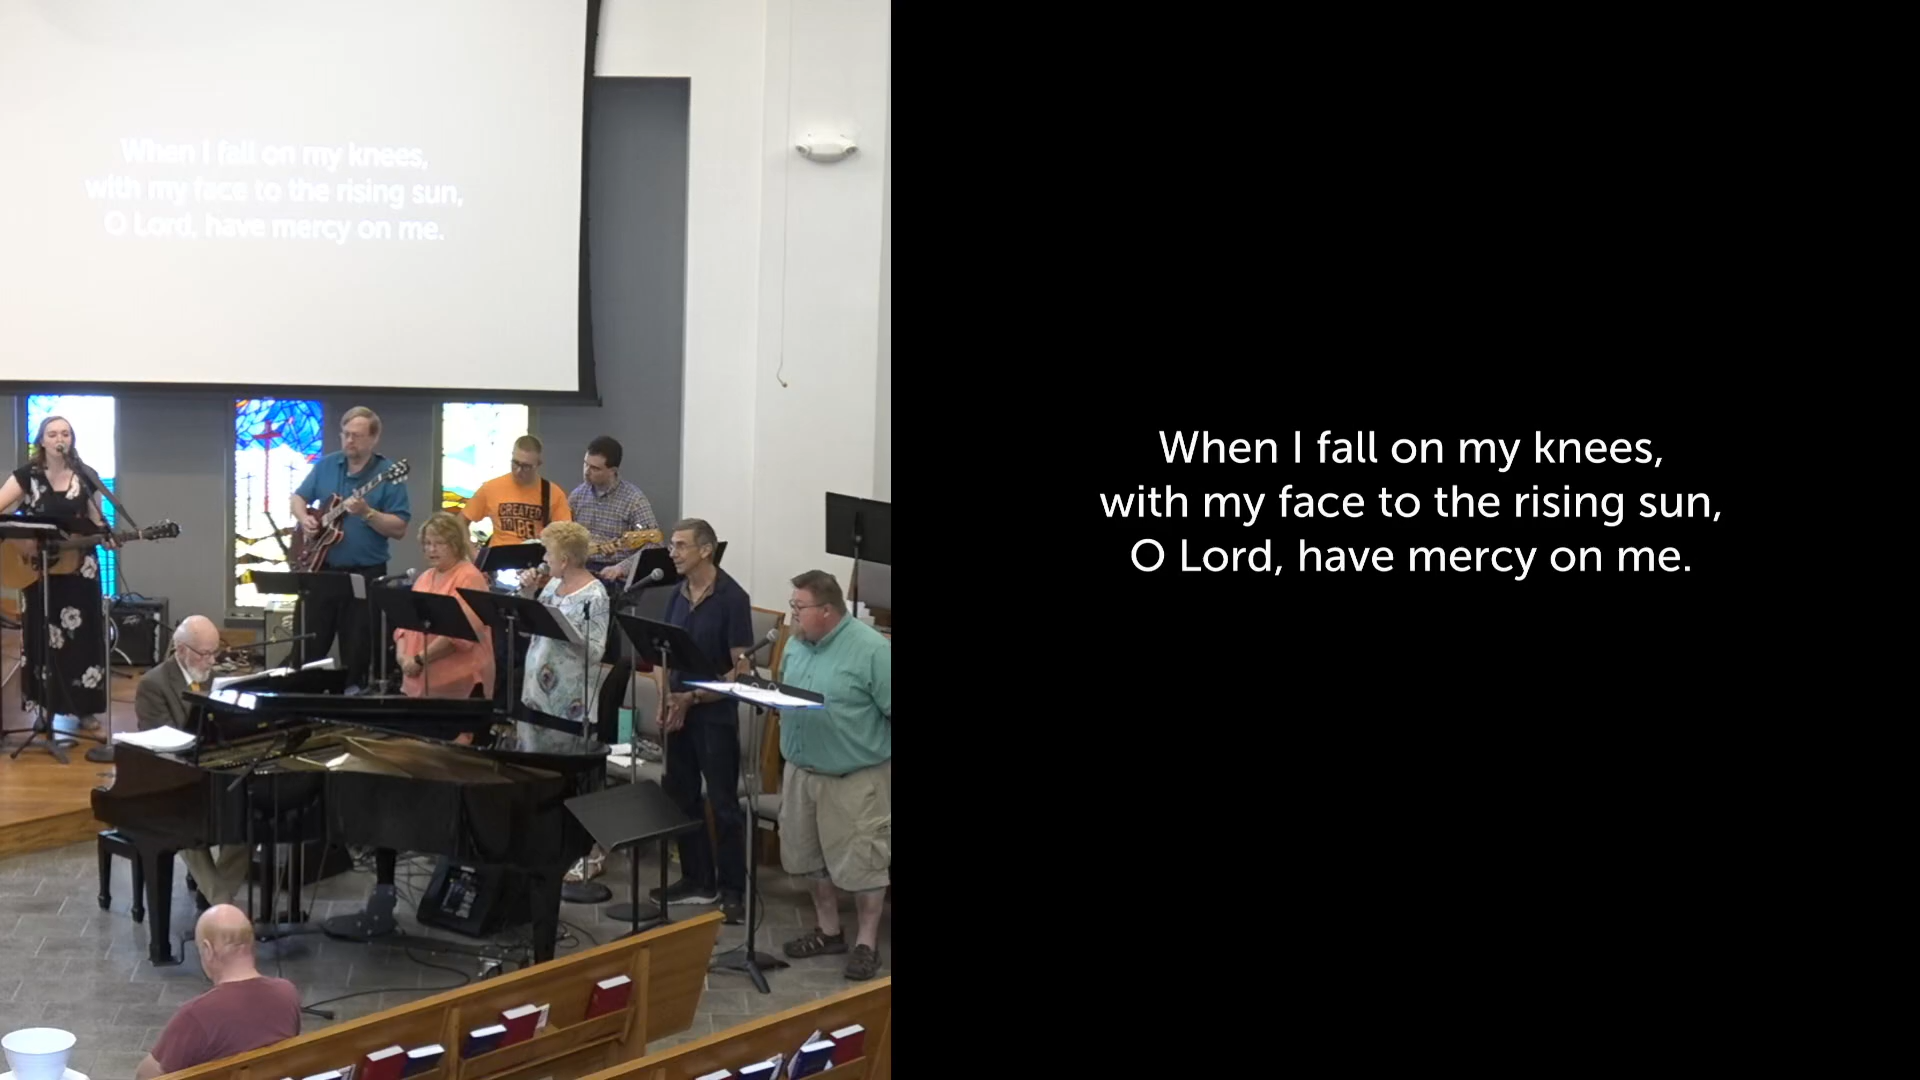 When I fall on my knees,
with my face to the rising sun,
O Lord, have mercy on me.
CREATED
TO BE
When I fall on my knees,
with my face to the rising sun,
O Lord, have mercy on me.